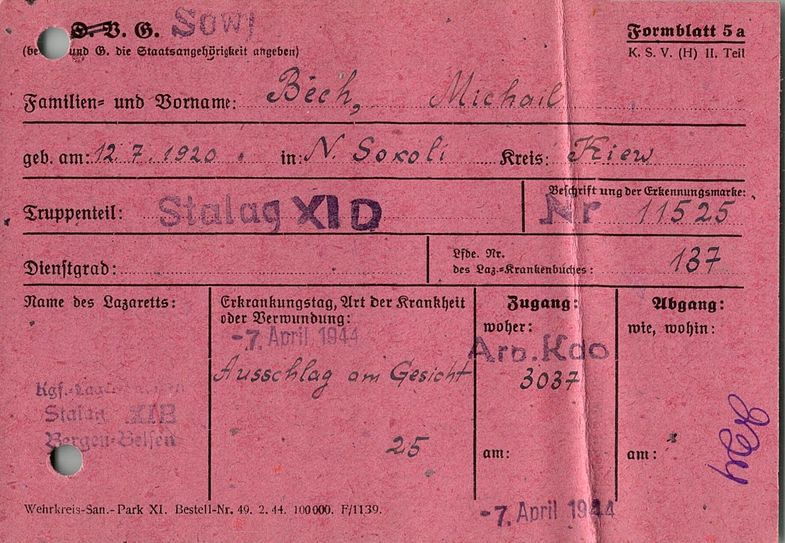 V. G. Sowj
Formblatt 5a
und G. die Staatsangehörigkeit angeben)
K. S. V. (H) II. Teil
Familien= und Vorname: Bech, Michail
geb. am: 12.7.1920. in: N. Sokoli Kreis: Kiew
Truppenteil: Stalag XI D
Beschriftung der Erkennungsmarke:
Nr 11525
Dienstgrad:
Lfde. Nr.
des Laz.=Krankenbuches: 137
Name des Lazaretts:
Erkrankungstag, Art der Krankheit
oder Verwundung:
Zugang:
woher:
Abgang:
wie, wohin:
-7. April 1944
Arb. Kdo
Ausschlag am Gesicht
3037
Stalag XIB
Bergen-Belsen
25
am:
am:
-7. April 1944
Wehrkreis-San.-Park XI. Bestell-Nr. 49. 2. 44. 100000. F/1139.